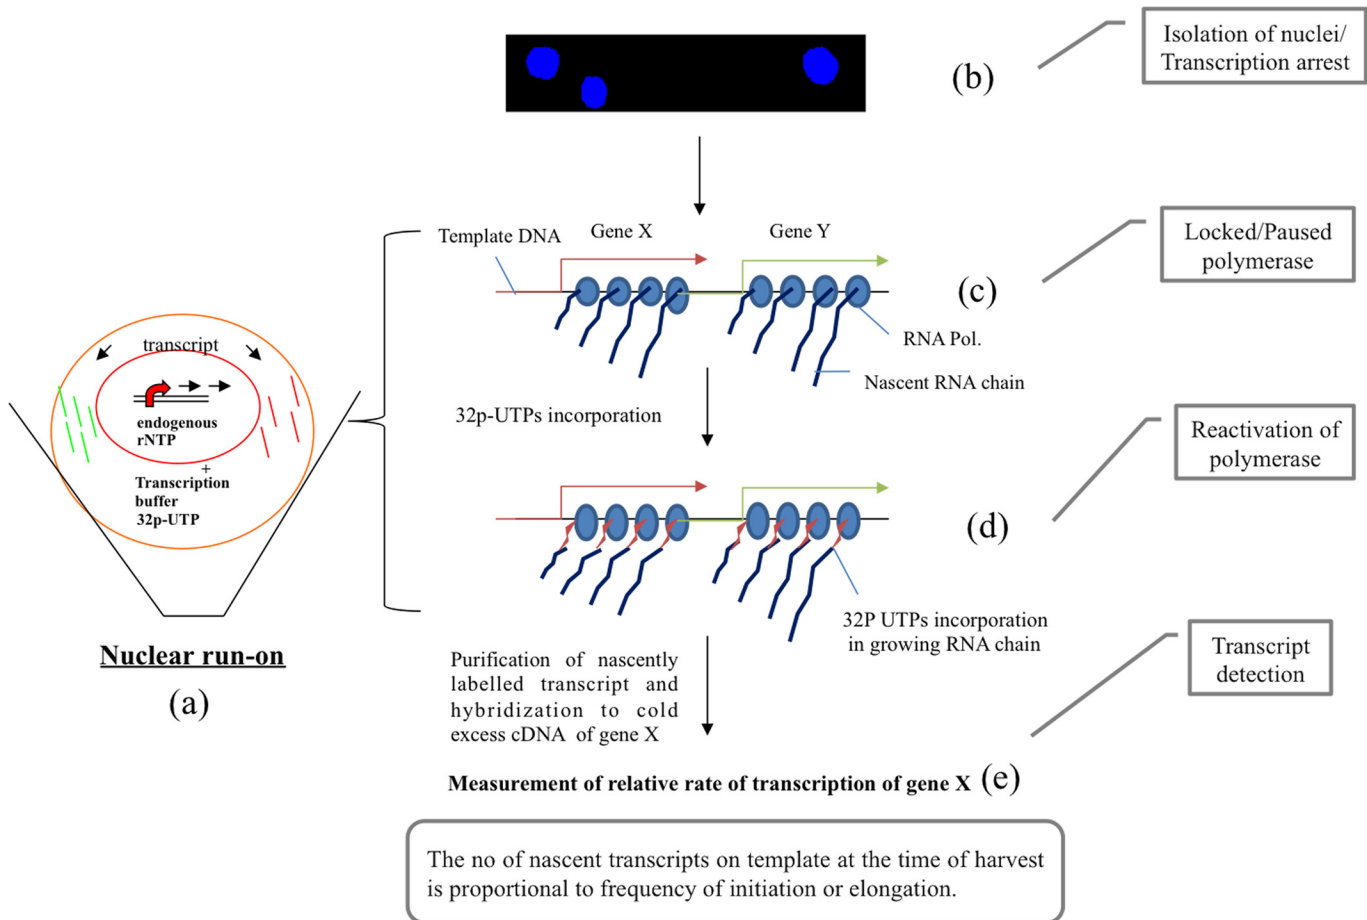 (b)
Isolation of nuclei/
Transcription arrest
Template DNA
Gene X
Gene Y
(c)
Locked/Paused
polymerase
RNA Pol.
Nascent RNA chain
transcript
endogenous
rNTP
+
Transcription
buffer
32p-UTP
Nuclear run-on
(a)
32p-UTPs incorporation
(d)
Reactivation of
polymerase
32P UTPs incorporation
in growing RNA chain
Purification of nascently
labelled transcript and
hybridization to cold
excess cDNA of gene X
Transcript
detection
Measurement of relative rate of transcription of gene X (e)
The no of nascent transcripts on template at the time of harvest
is proportional to frequency of initiation or elongation.